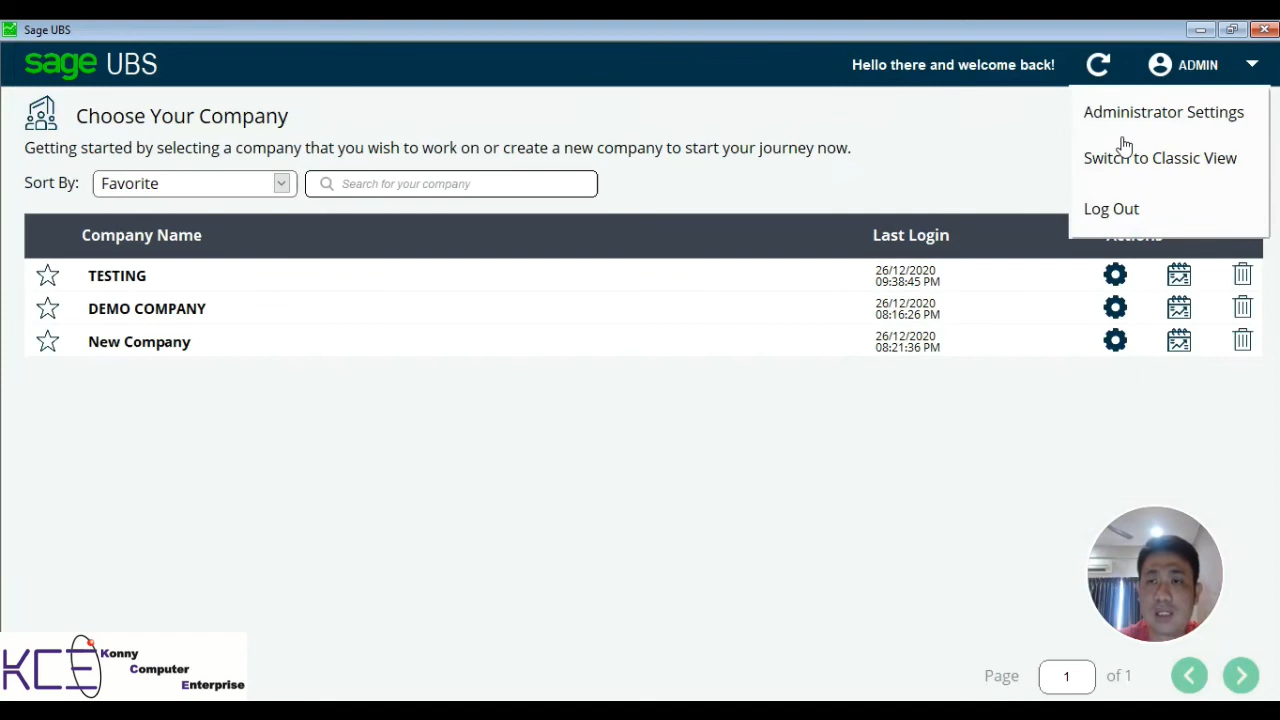 Sage UBS
sage UBS
Hello there and welcome back!
ADMIN
Choose Your Company
Administrator Settings
Getting started by selecting a company that you wish to work on or create a new company to start your journey now.
Switch to Classic View
Sort By:
Favorite
Search for your company
Log Out
Company Name
Last Login
Actions
TESTING
26/12/2020
09:38:45 PM
DEMO COMPANY
26/12/2020
08:16:26 PM
New Company
26/12/2020
08:21:36 PM
KCE
Konny
Computer
Enterprise
Page
1
of 1